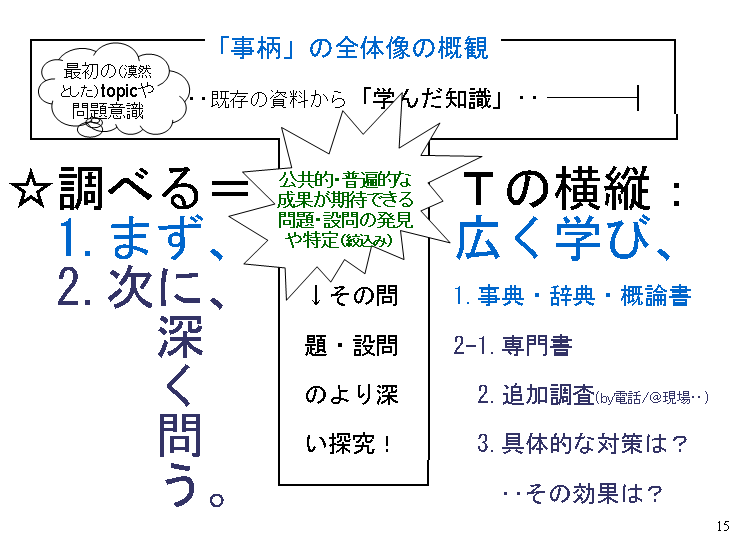 「事柄」の全体像の概観
最初の(漠然
とした)topicや
問題意識
‥既存の資料から「学んだ知識」‥
☆調べる＝
1.まず、
2.次に、
深
く
問
う。
公共的・普遍的な
成果が期待できる
問題・設問の発見
や特定(絞込み)
↓その問
題・設問
のより深
い探究！
Ｔの横縦：
広く学び、
1.事典・辞典・概論書
2-1.専門書
2.追加調査(by電話/＠現場‥)
3.具体的な対策は？
‥その効果は？
15